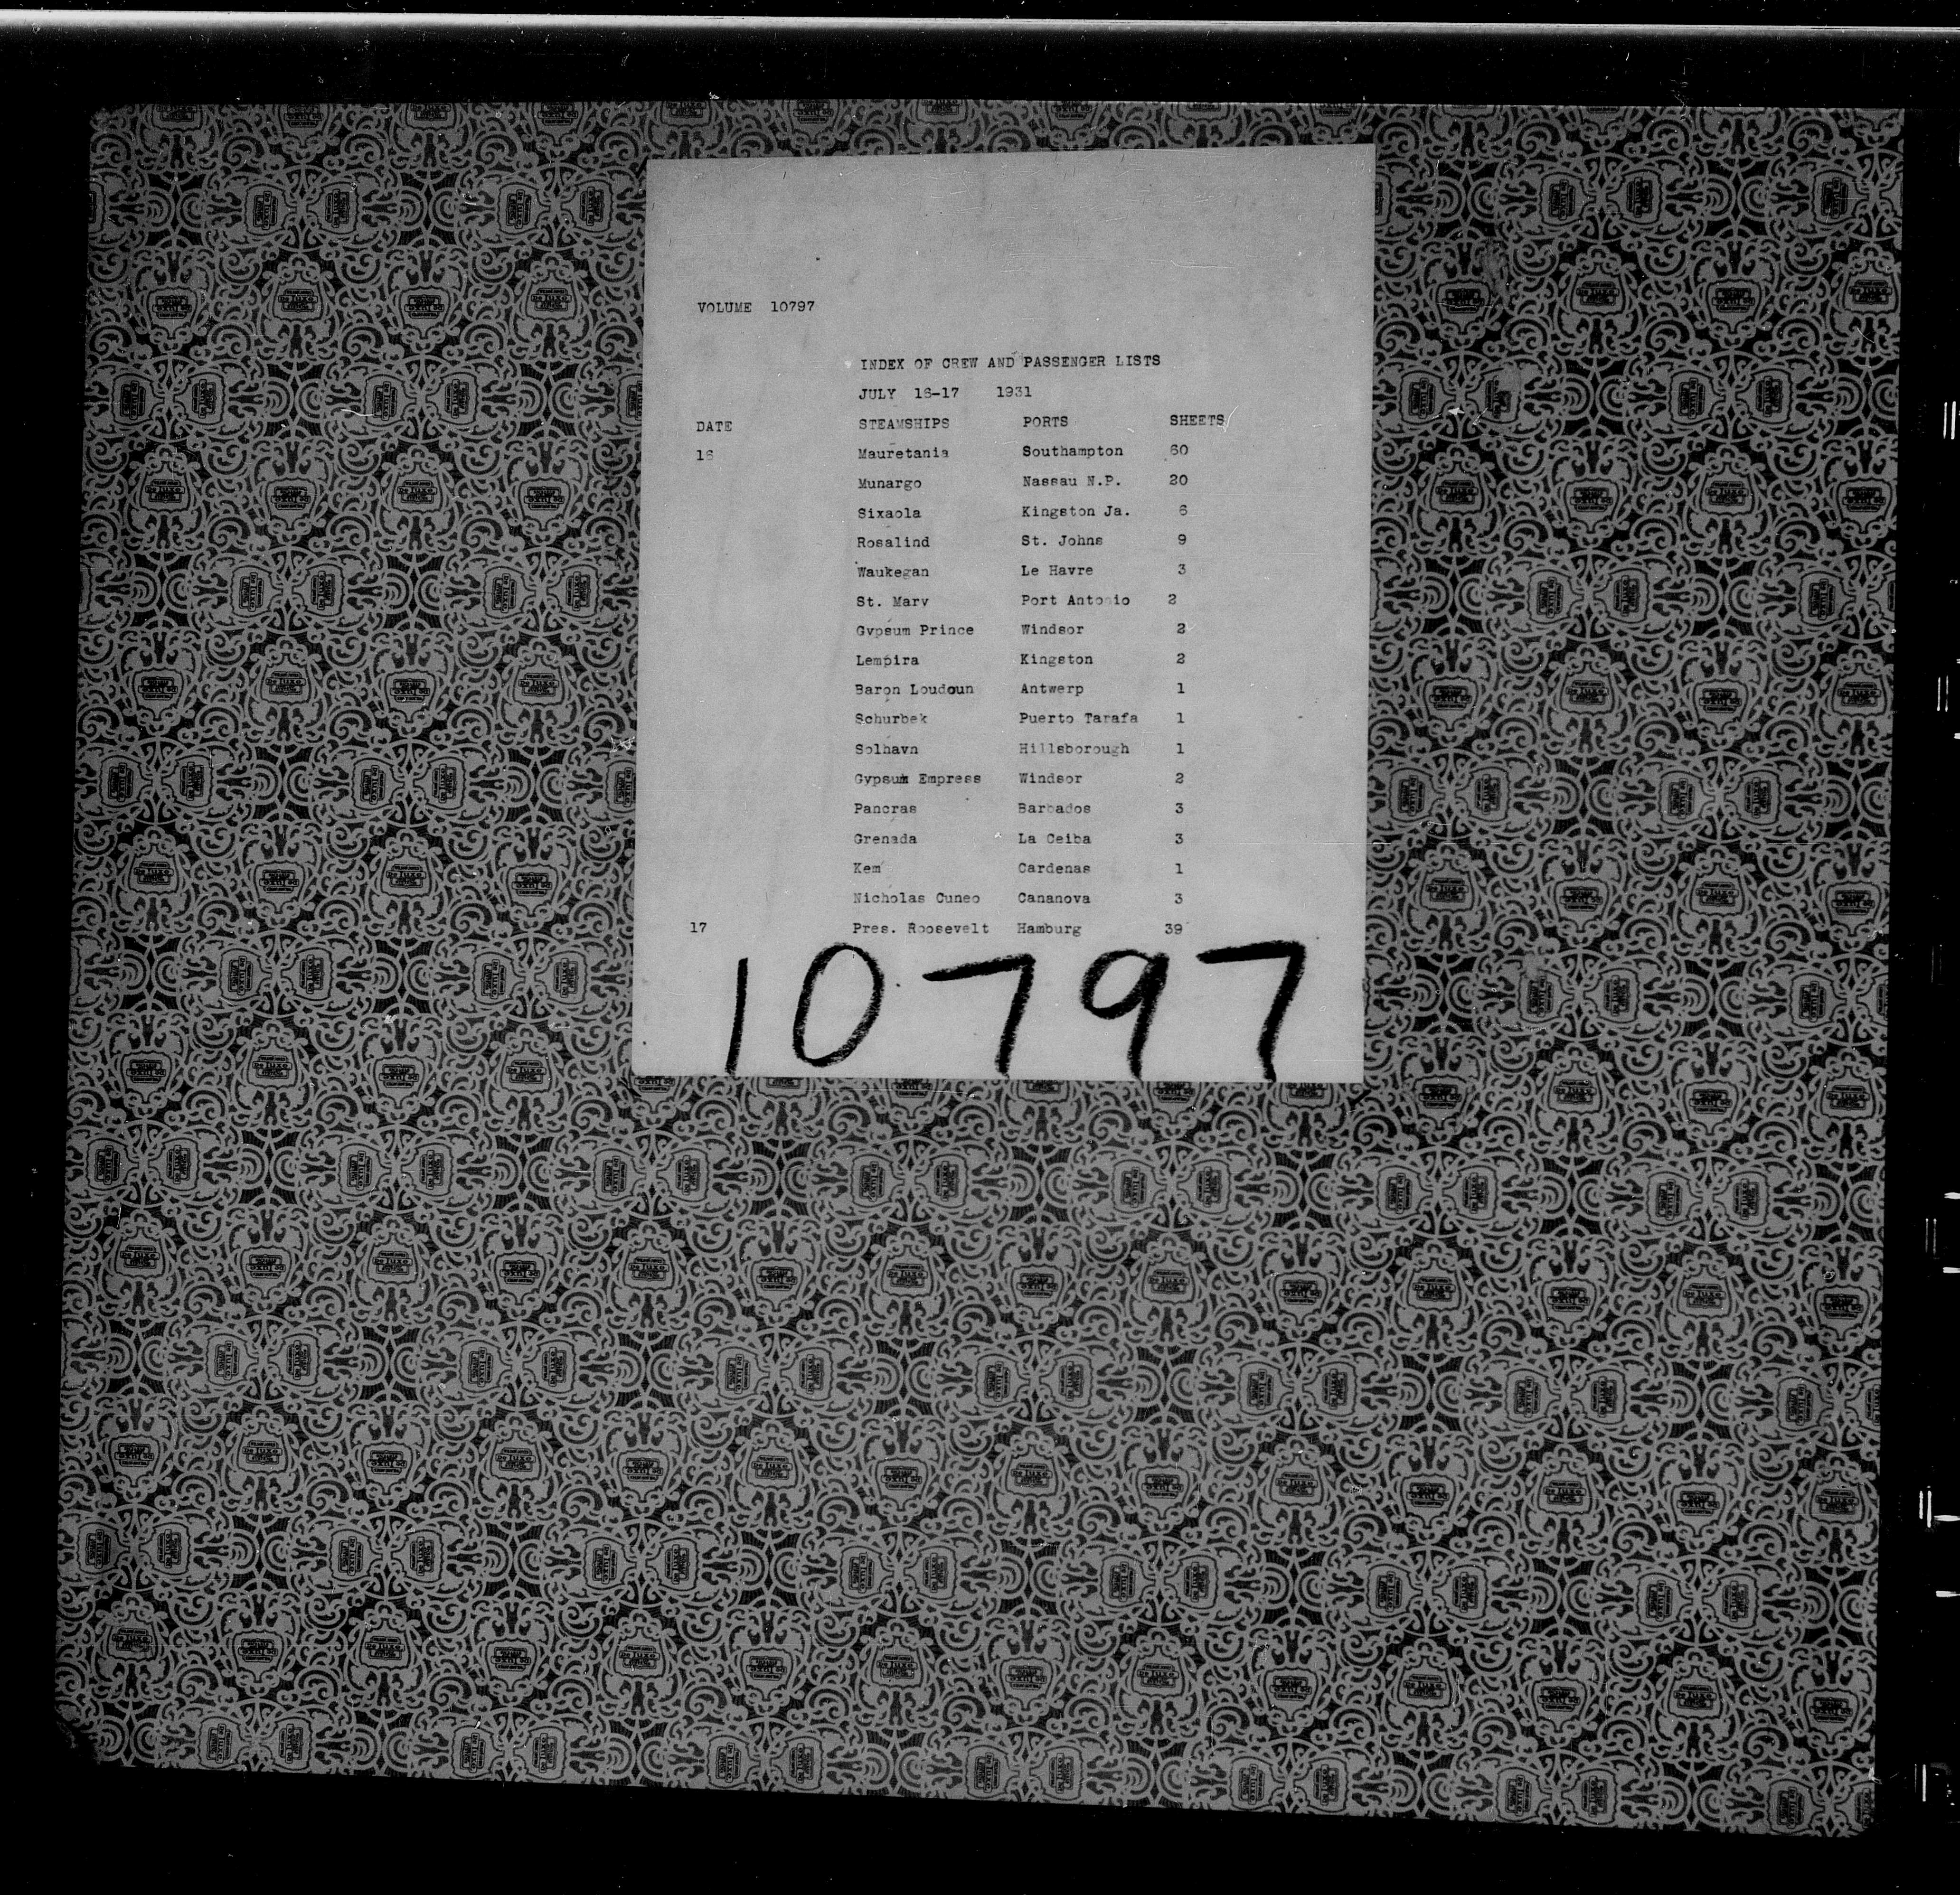 VOLUME 10797
INDEX OF CREW AND PASSENGER LISTS
JULY 16-17 1931
DATE STEAMSHIPS PORTS SHEETS
16 Mauretania Southampton 60
Munargo Nassau N.P. 20
Sixaola Kingston Ja. 6
Rosalind St. Johns 9
Waukegan Le Havre 3
St. Mary Port Antonio 2
Gypsum Prince Windsor 2
Lempira Kingston 2
Baron Loudoun Antwerp 1
Schurbek Puerto Tarafa 1
Solhavn Hillsborough 1
Gypsum Empress Windsor 2
Pancras Barbados 3
Grenada La Ceiba 3
Kem Cardenas 1
Nicholas Cuneo Cananova 3
17 Pres. Roosevelt Hamburg 39
10797